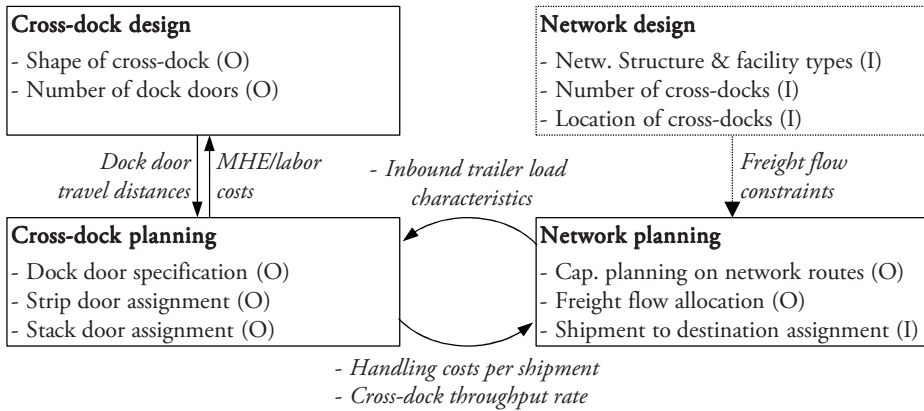 Cross-dock design
- Shape of cross-dock (O)
- Number of dock doors (O)
Network design
- Netw. Structure & facility types (I)
- Number of cross-docks (I)
- Location of cross-docks (I)
Dock door
travel distances
MHE/labor
costs
- Inbound trailer load
characteristics
Freight flow
constraints
Cross-dock planning
- Dock door specification (O)
- Strip door assignment (O)
- Stack door assignment (O)
Network planning
- Cap. planning on network routes (O)
- Freight flow allocation (O)
- Shipment to destination assignment (I)
- Handling costs per shipment
- Cross-dock throughput rate